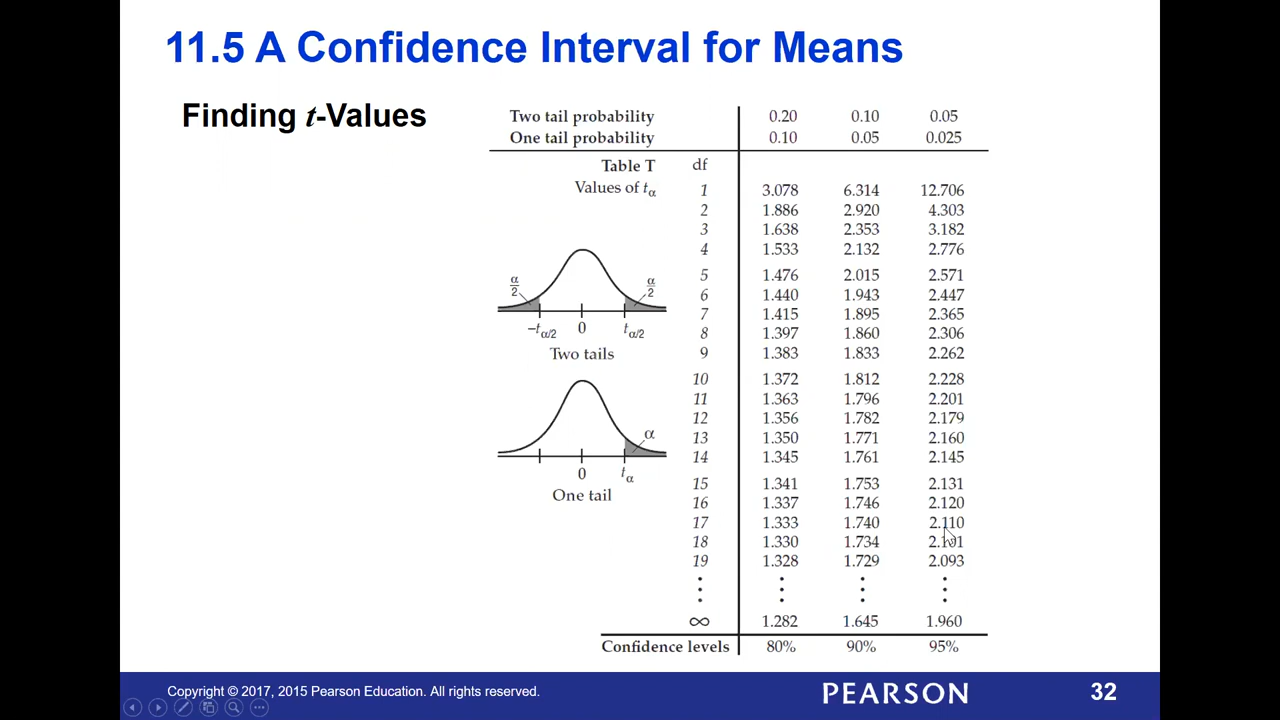 11.5 A Confidence Interval for Means
Finding t-Values
Two tail probability 0.20 0.10 0.05
One tail probability 0.10 0.05 0.025
Table T df
Values of tα
1 3.078 6.314 12.706
2 1.886 2.920 4.303
3 1.638 2.353 3.182
4 1.533 2.132 2.776
5 1.476 2.015 2.571
6 1.440 1.943 2.447
7 1.415 1.895 2.365
8 1.397 1.860 2.306
9 1.383 1.833 2.262
10 1.372 1.812 2.228
11 1.363 1.796 2.201
12 1.356 1.782 2.179
13 1.350 1.771 2.160
14 1.345 1.761 2.145
15 1.341 1.753 2.131
16 1.337 1.746 2.120
17 1.333 1.740 2.110
18 1.330 1.734 2.101
19 1.328 1.729 2.093
∞ 1.282 1.645 1.960
Confidence levels 80% 90% 95%
α/2 α/2
−tα/2 0 tα/2
Two tails
α
0 tα
One tail
Copyright © 2017, 2015 Pearson Education. All rights reserved.
PEARSON
32